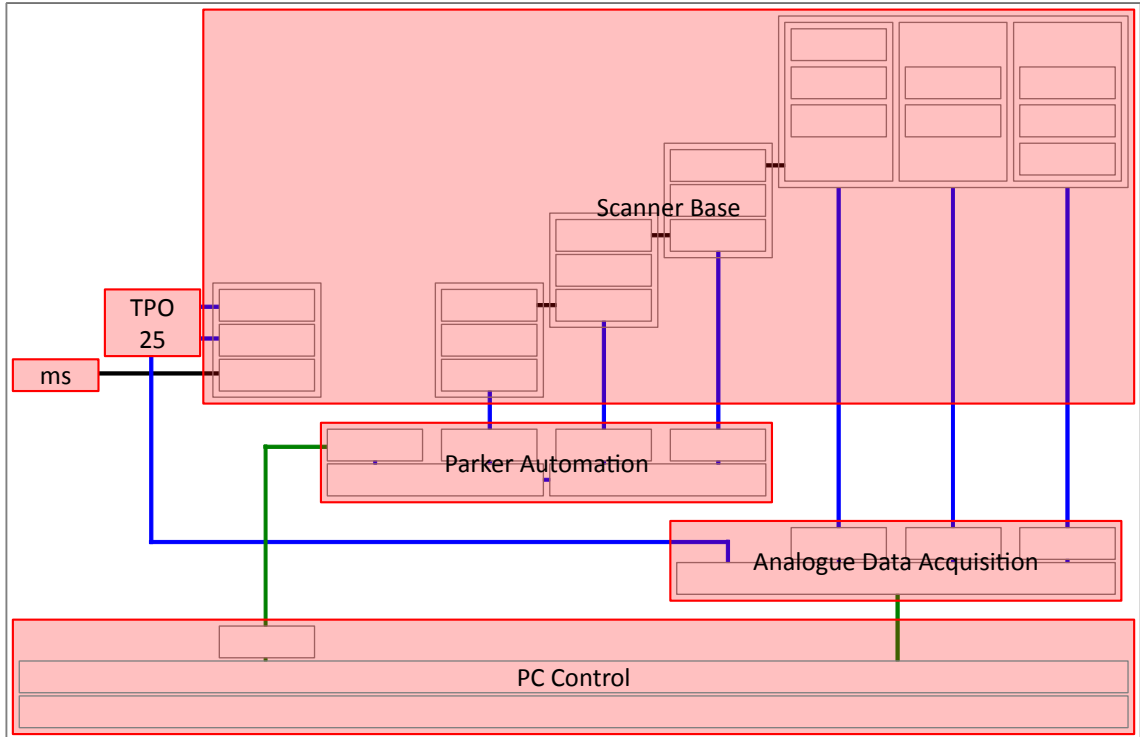 Scanner Base
TPO
25
ms
Parker Automation
Analogue Data Acquisition
PC Control